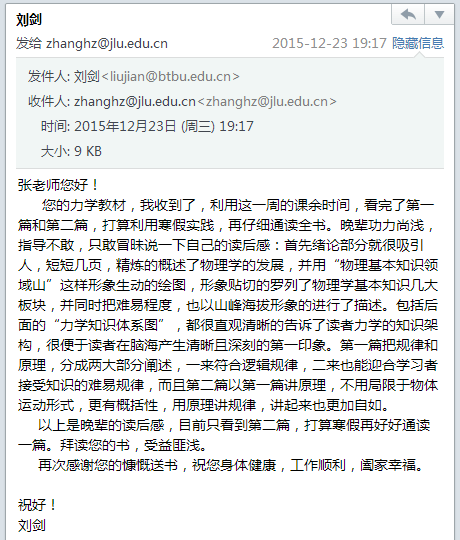 刘剑
发给 zhanghz@jlu.edu.cn 2015-12-23 19:17 隐藏信息
发件人: 刘剑<liujian@btbu.edu.cn>
收件人: zhanghz@jlu.edu.cn<zhanghz@jlu.edu.cn>
时间: 2015年12月23日 (周三) 19:17
大小: 9 KB
张老师您好！
您的力学教材，我收到了，利用这一周的课余时间，看完了第一
篇和第二篇，打算利用寒假实践，再仔细通读全书。晚辈功力尚浅，
指导不敢，只敢冒昧说一下自己的读后感：首先绪论部分就很吸引
人，短短几页，精炼的概述了物理学的发展，并用“物理基本知识领
域山”这样形象生动的绘图，形象贴切的罗列了物理学基本知识几大
板块，并同时把难易程度，也以山峰海拔形象的进行了描述。包括后
面的“力学知识体系图”，都很直观清晰的告诉了读者力学的知识架
构，很便于读者在脑海产生清晰且深刻的第一印象。第一篇把规律和
原理，分成两大部分阐述，一来符合逻辑规律，二来也能迎合学习者
接受知识的难易规律，而且第二篇以第一篇讲原理，不用局限于物体
运动形式，更有概括性，用原理讲规律，讲起来也更加自如。
以上是晚辈的读后感，目前只看到第二篇，打算寒假再好好通读
一篇。拜读您的书，受益匪浅。
再次感谢您的慷慨送书，祝您身体健康，工作顺利，阖家幸福。
祝好！
刘剑